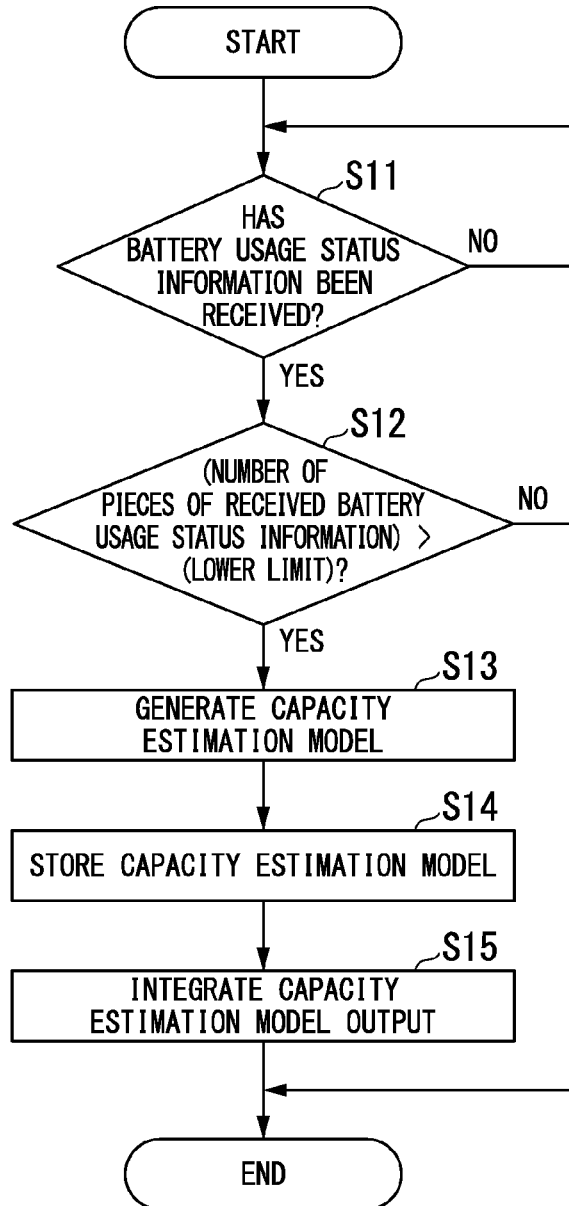 START
S11
HAS
BATTERY USAGE STATUS
INFORMATION BEEN
RECEIVED?
NO
YES
S12
(NUMBER OF
PIECES OF RECEIVED BATTERY
USAGE STATUS INFORMATION) >
(LOWER LIMIT)?
NO
YES
S13
GENERATE CAPACITY
ESTIMATION MODEL
S14
STORE CAPACITY ESTIMATION MODEL
S15
INTEGRATE CAPACITY
ESTIMATION MODEL OUTPUT
END